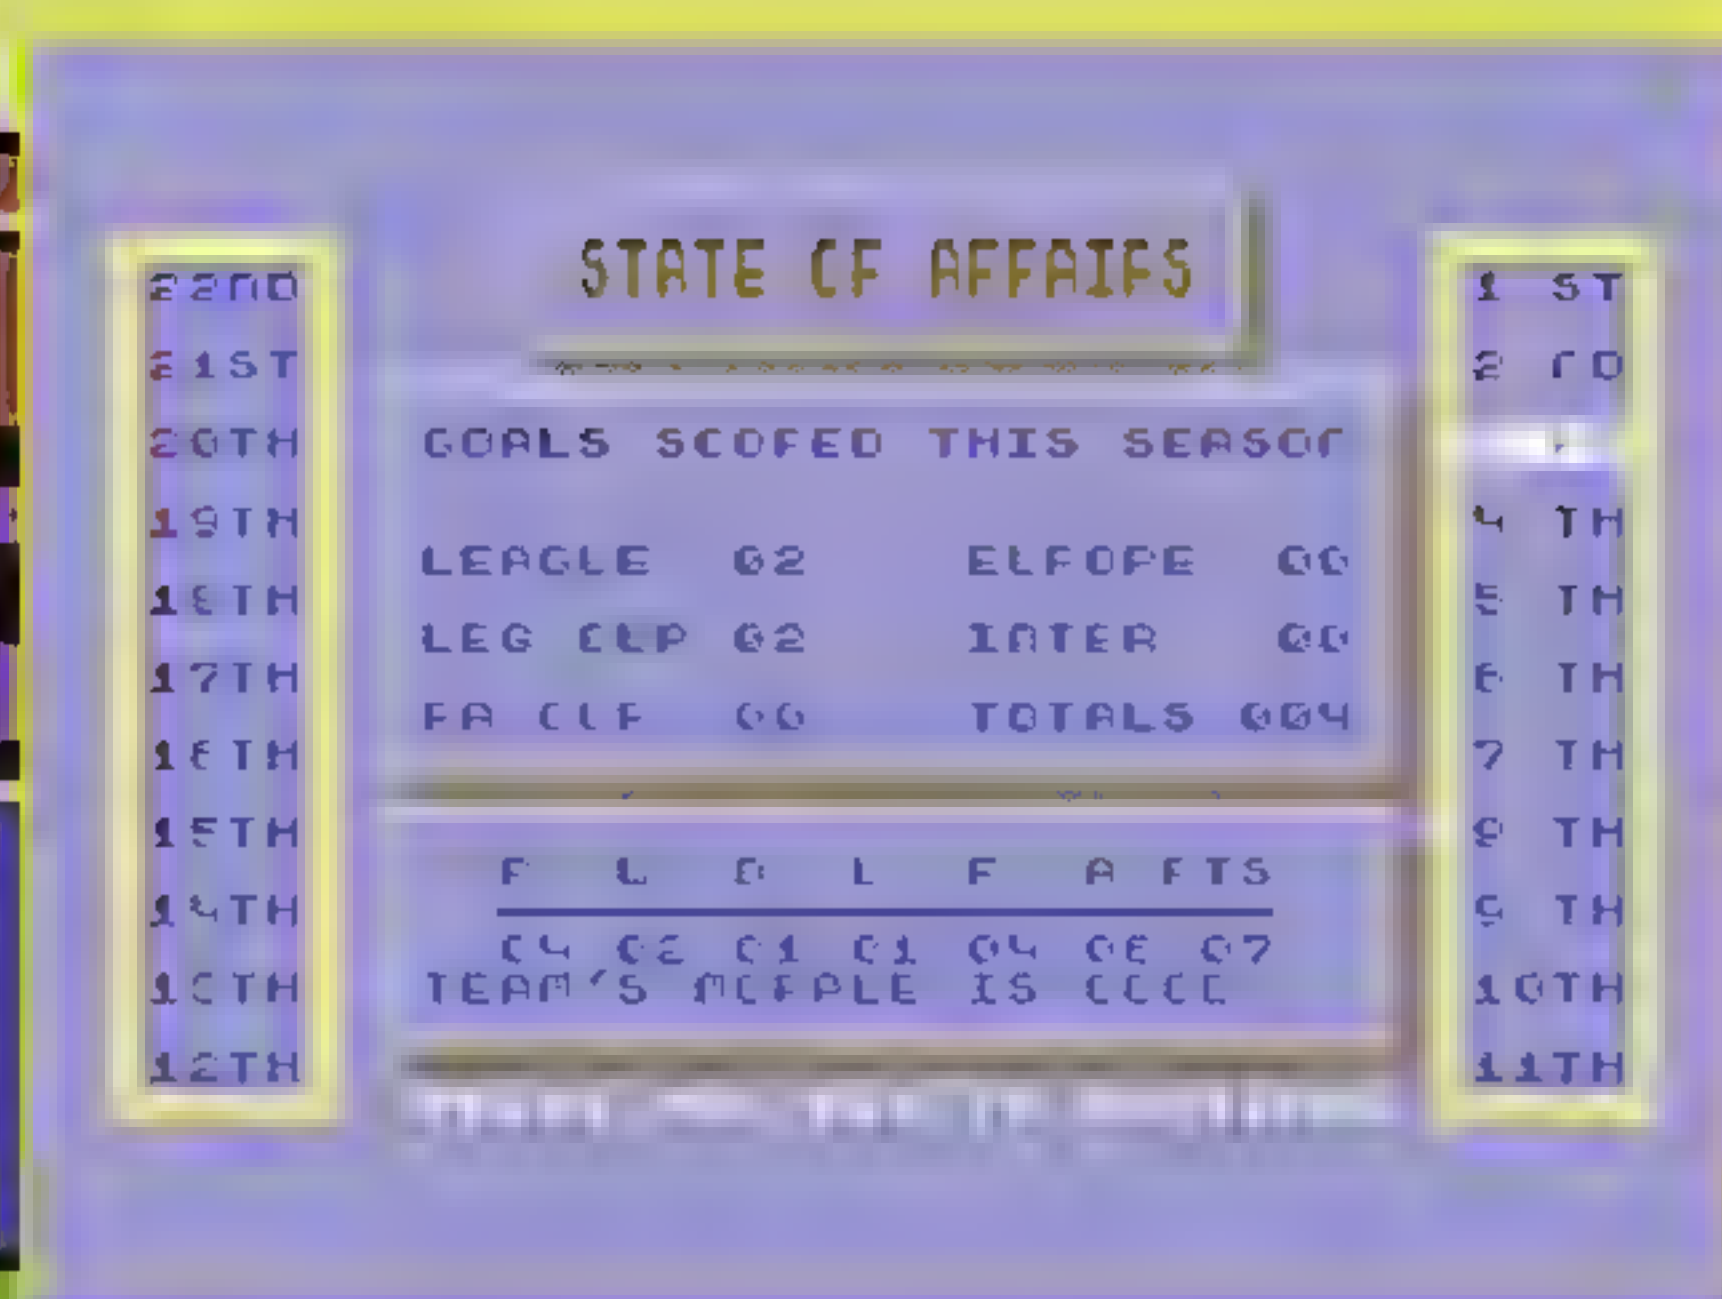 STATE OF AFFAIRS
22ND
21ST
20TH
19TH
18TH
17TH
16TH
15TH
14TH
13TH
12TH
GOALS SCORED THIS SEASON
LEAGUE 02 EUROPE 00
LEG CUP 02 INTER 00
FA CUP 00 TOTALS 004
P W D L F A PTS
04 02 01 01 04 06 07
TEAM'S MORALE IS
1 ST
2 ND
4 TH
5 TH
6 TH
7 TH
8 TH
9 TH
10TH
11TH